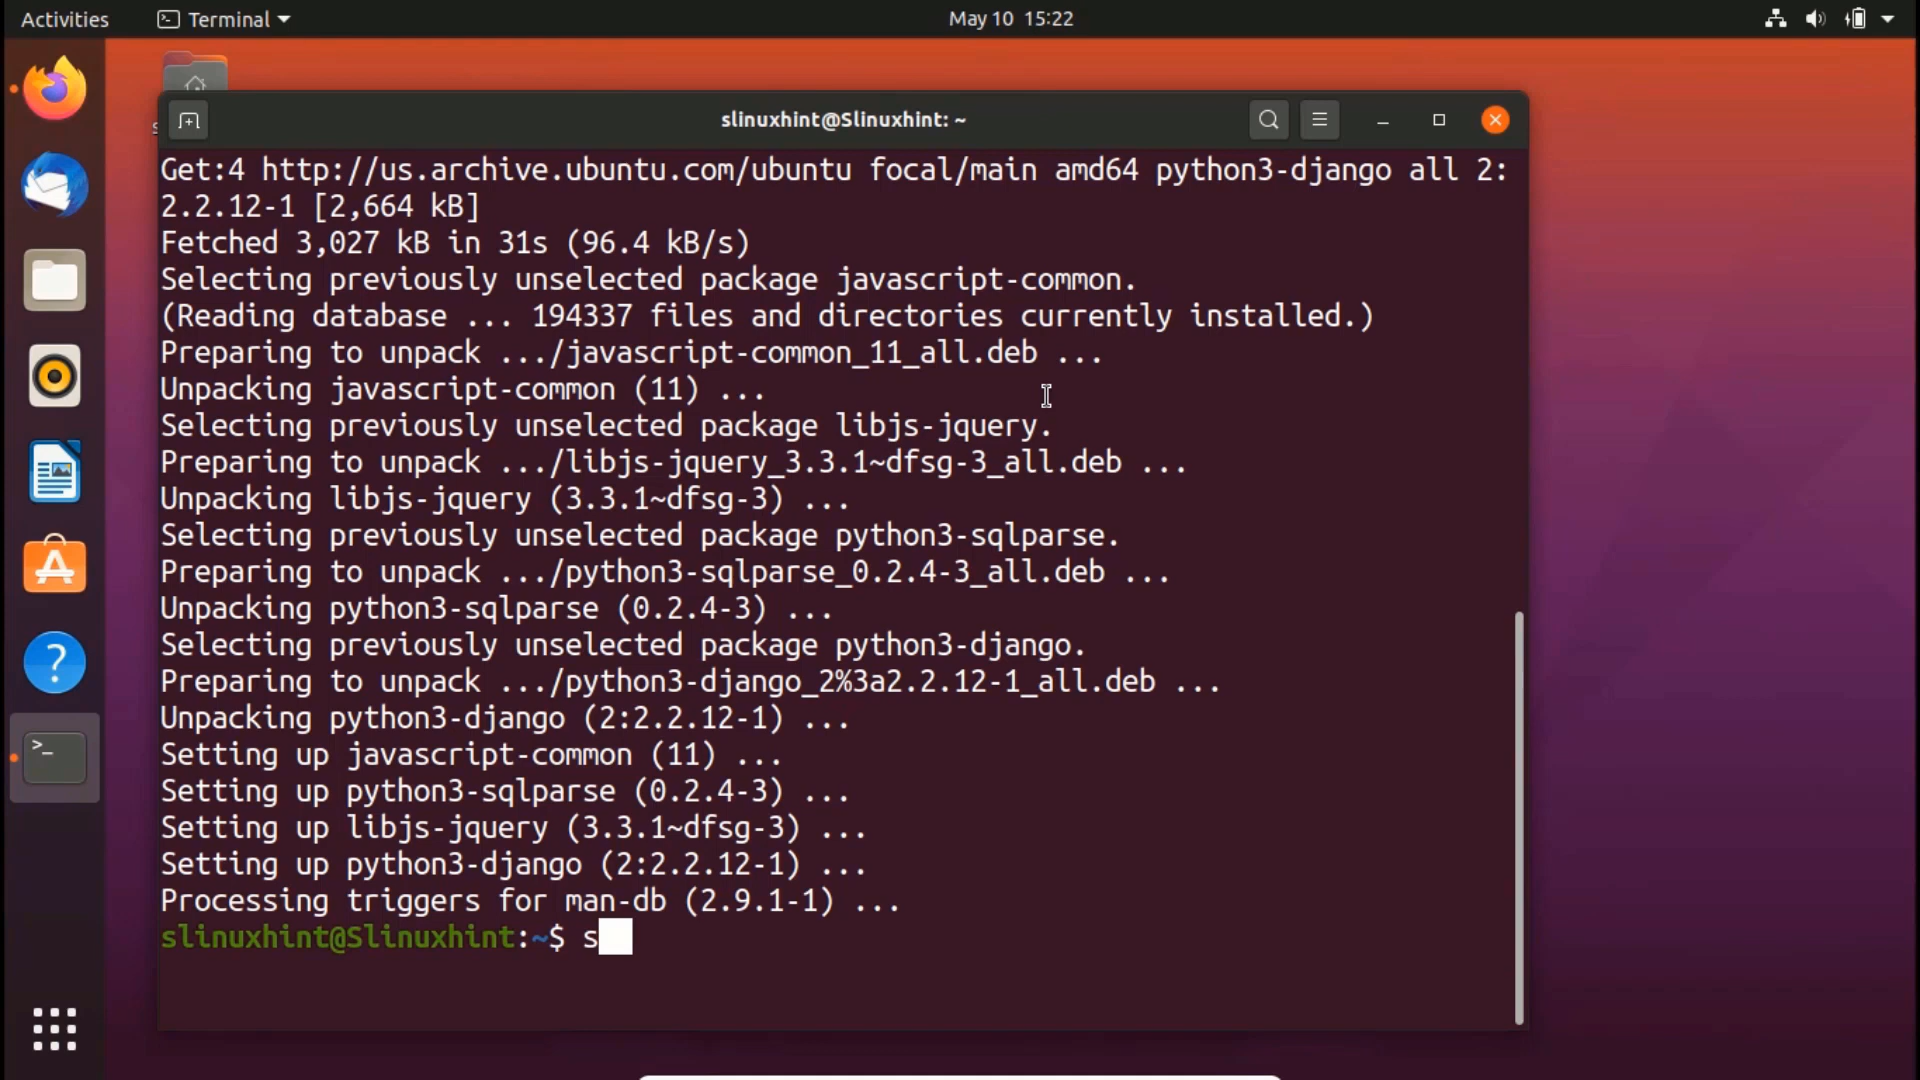 Activities Terminal May 10 15:22
slinuxhint@Slinuxhint: ~
Get:4 http://us.archive.ubuntu.com/ubuntu focal/main amd64 python3-django all 2:
2.2.12-1 [2,664 kB]
Fetched 3,027 kB in 31s (96.4 kB/s)
Selecting previously unselected package javascript-common.
(Reading database ... 194337 files and directories currently installed.)
Preparing to unpack .../javascript-common_11_all.deb ...
Unpacking javascript-common (11) ...
Selecting previously unselected package libjs-jquery.
Preparing to unpack .../libjs-jquery_3.3.1~dfsg-3_all.deb ...
Unpacking libjs-jquery (3.3.1~dfsg-3) ...
Selecting previously unselected package python3-sqlparse.
Preparing to unpack .../python3-sqlparse_0.2.4-3_all.deb ...
Unpacking python3-sqlparse (0.2.4-3) ...
Selecting previously unselected package python3-django.
Preparing to unpack .../python3-django_2%3a2.2.12-1_all.deb ...
Unpacking python3-django (2:2.2.12-1) ...
Setting up javascript-common (11) ...
Setting up python3-sqlparse (0.2.4-3) ...
Setting up libjs-jquery (3.3.1~dfsg-3) ...
Setting up python3-django (2:2.2.12-1) ...
Processing triggers for man-db (2.9.1-1) ...
slinuxhint@Slinuxhint:~$ s